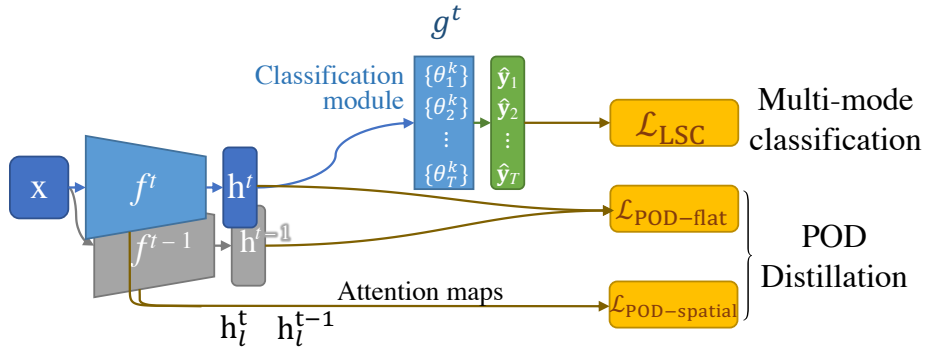 g^t
Classification
module
{θ_1^k}
{θ_2^k}
⋮
{θ_T^k}
ŷ_1
ŷ_2
⋮
ŷ_T
ℒ_LSC
Multi-mode
classification
x
f^t
h^t
f^{t-1}
h^{t-1}
ℒ_POD−flat
POD
Distillation
Attention maps
ℒ_POD−spatial
h_l^t h_l^{t-1}